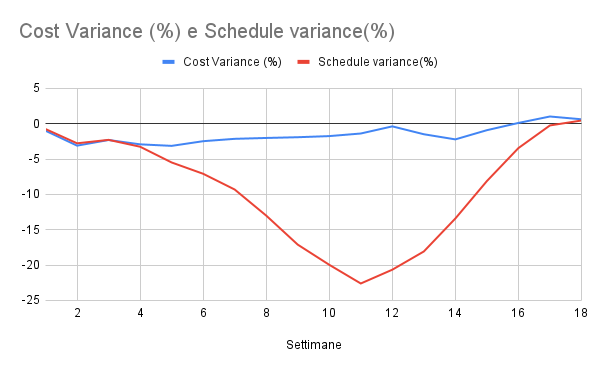 Cost Variance (%) e Schedule variance(%)
Cost Variance (%) Schedule variance(%)
5
0
-5
-10
-15
-20
-25
2 4 6 8 10 12 14 16 18
Settimane